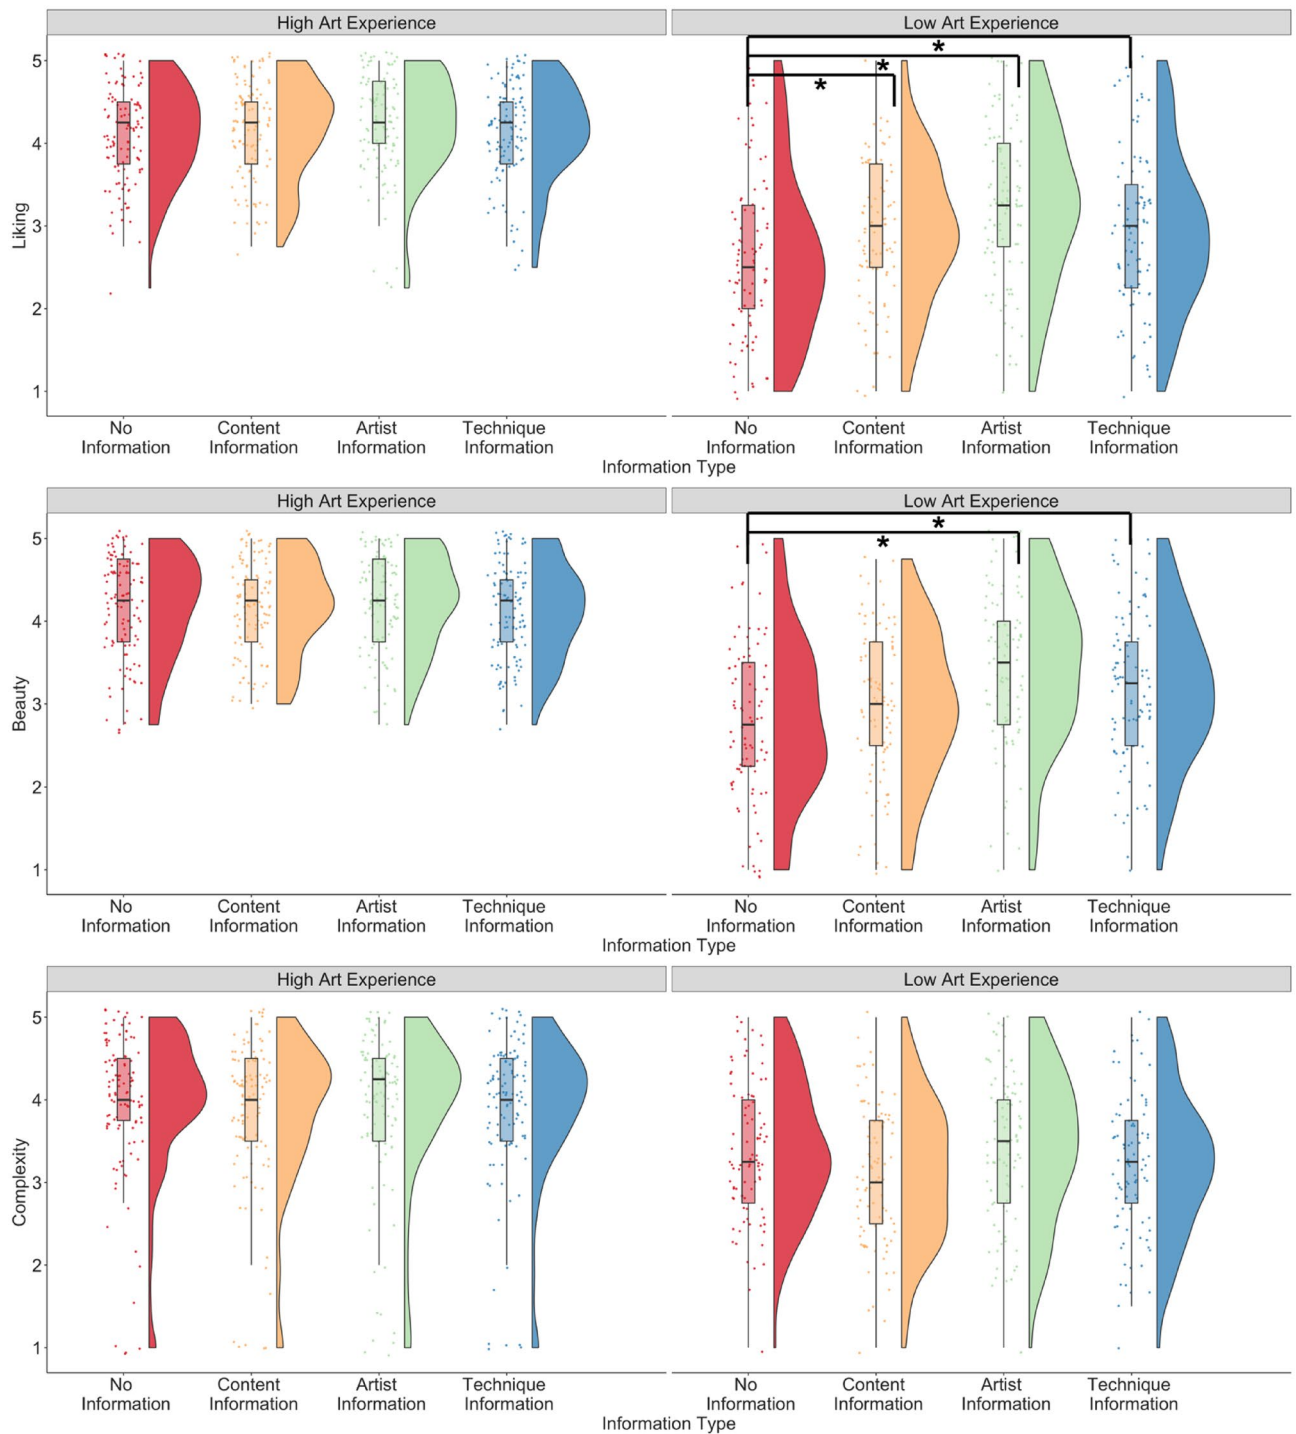 High Art Experience
Low Art Experience
*
*
*
5
4
3
2
1
Liking
No Information
Content Information
Artist Information
Technique Information
No Information
Content Information
Artist Information
Technique Information
Information Type
High Art Experience
Low Art Experience
*
*
5
4
3
2
1
Beauty
No Information
Content Information
Artist Information
Technique Information
No Information
Content Information
Artist Information
Technique Information
Information Type
High Art Experience
Low Art Experience
5
4
3
2
1
Complexity
No Information
Content Information
Artist Information
Technique Information
No Information
Content Information
Artist Information
Technique Information
Information Type